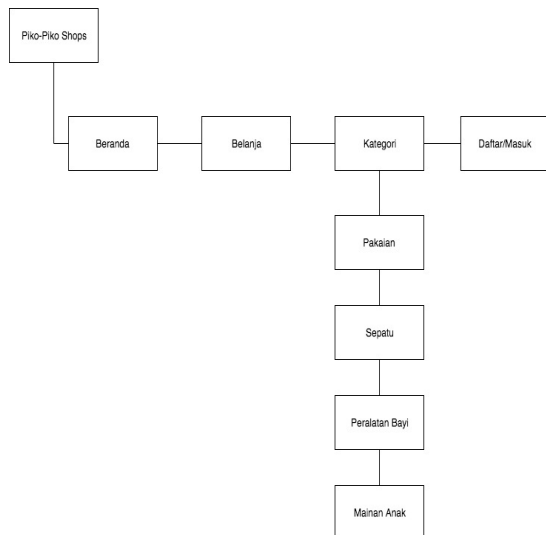 Piko-Piko Shops
Beranda
Belanja
Kategori
Daftar/Masuk
Pakaian
Sepatu
Peralatan Bayi
Mainan Anak